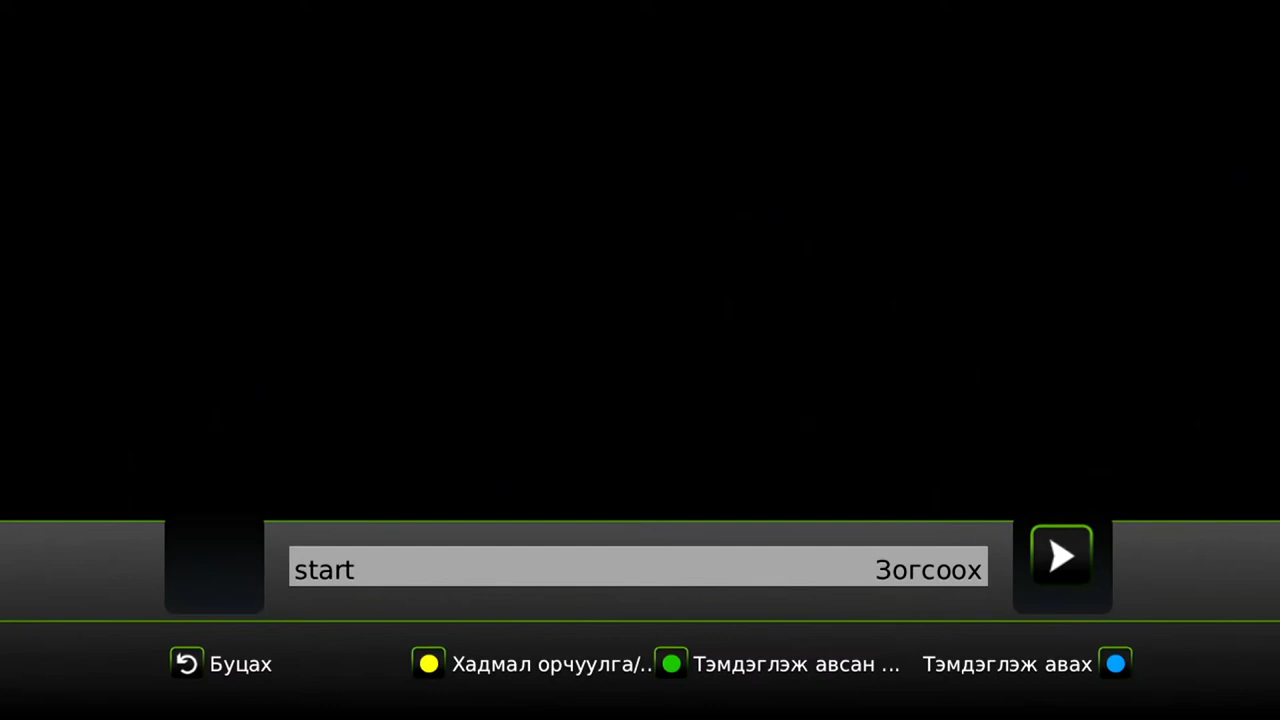 start Зогсоох
Буцах Хадмал орчуулга/.. Тэмдэглэж авсан ... Тэмдэглэж авах